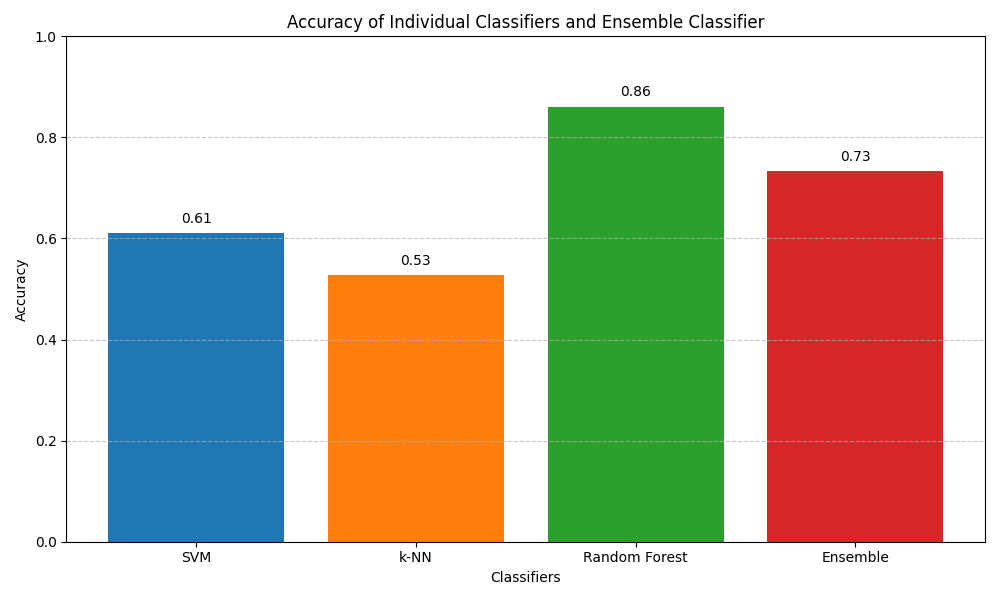 Accuracy of Individual Classifiers and Ensemble Classifier
1.0
0.8
0.6
0.4
0.2
0.0
Accuracy
0.61
0.53
0.86
0.73
SVM
k-NN
Random Forest
Ensemble
Classifiers